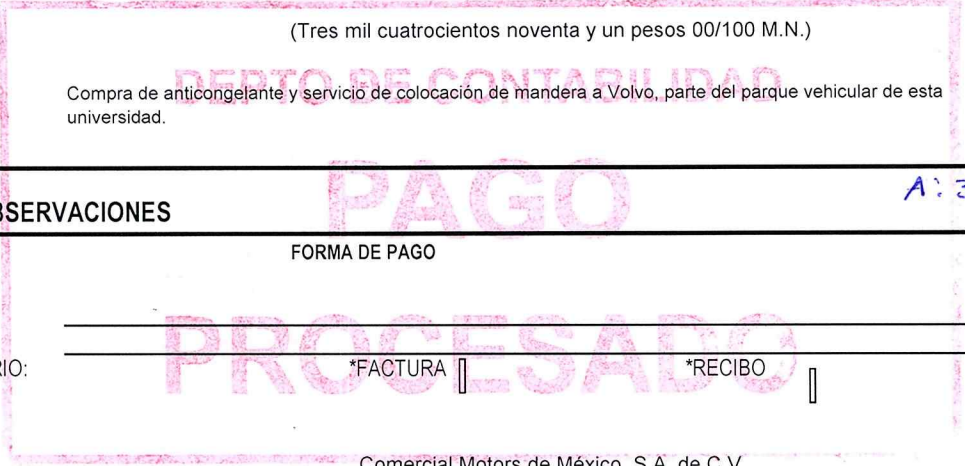 (Tres mil cuatrocientos noventa y un pesos 00/100 M.N.)
DEPTO DE CONTABILIDAD
Compra de anticongelante y servicio de colocación de mandera a Volvo, parte del parque vehicular de esta
universidad.
PAGO
A: 3
BSERVACIONES
FORMA DE PAGO
PROCESADO
RIO: *FACTURA *RECIBO
Comercial Motors de México, S.A. de C.V.